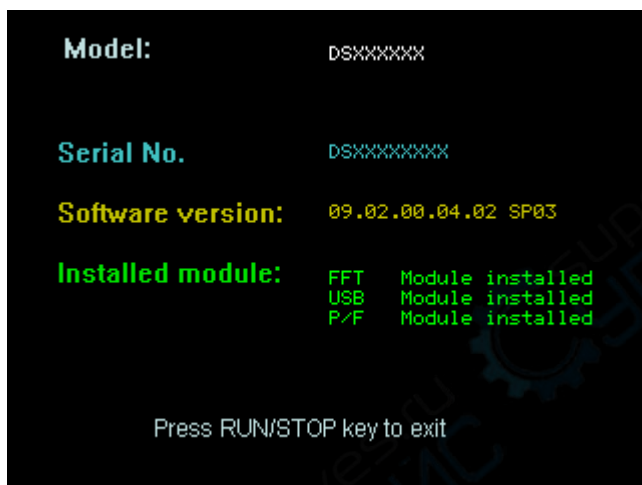 Model: DSXXXXXX
Serial No. DSXXXXXXXX
Software version: 09.02.00.04.02 SP03
Installed module: FFT Module installed
USB Module installed
P/F Module installed
Press RUN/STOP key to exit